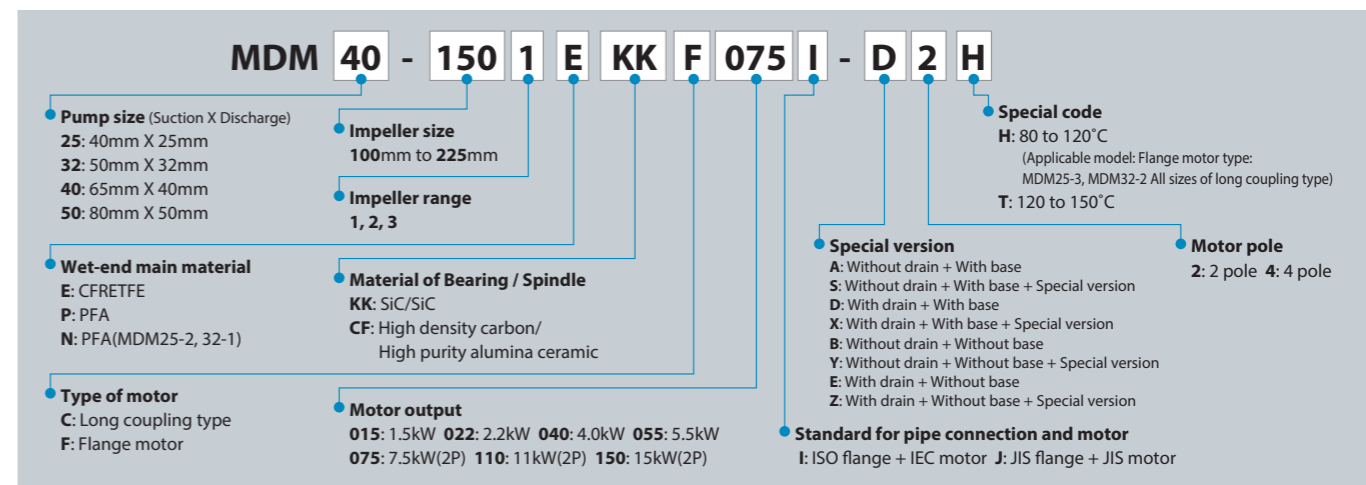 MDM 40 - 150 1 E KK F 075 I - D 2 H
Pump size (Suction X Discharge)
25: 40mm X 25mm
32: 50mm X 32mm
40: 65mm X 40mm
50: 80mm X 50mm
Impeller size
100mm to 225mm
Impeller range
1, 2, 3
Special code
H: 80 to 120˚C
(Applicable model: Flange motor type:
MDM25-3, MDM32-2 All sizes of long coupling type)
T: 120 to 150˚C
Wet-end main material
E: CFRETFE
P: PFA
N: PFA(MDM25-2, 32-1)
Material of Bearing / Spindle
KK: SiC/SiC
CF: High density carbon/
High purity alumina ceramic
Special version
A: Without drain + With base
S: Without drain + With base + Special version
D: With drain + With base
X: With drain + With base + Special version
B: Without drain + Without base
Y: Without drain + Without base + Special version
E: With drain + Without base
Z: With drain + Without base + Special version
Motor pole
2: 2 pole 4: 4 pole
Type of motor
C: Long coupling type
F: Flange motor
Motor output
015: 1.5kW 022: 2.2kW 040: 4.0kW 055: 5.5kW
075: 7.5kW(2P) 110: 11kW(2P) 150: 15kW(2P)
Standard for pipe connection and motor
I: ISO flange + IEC motor J: JIS flange + JIS motor